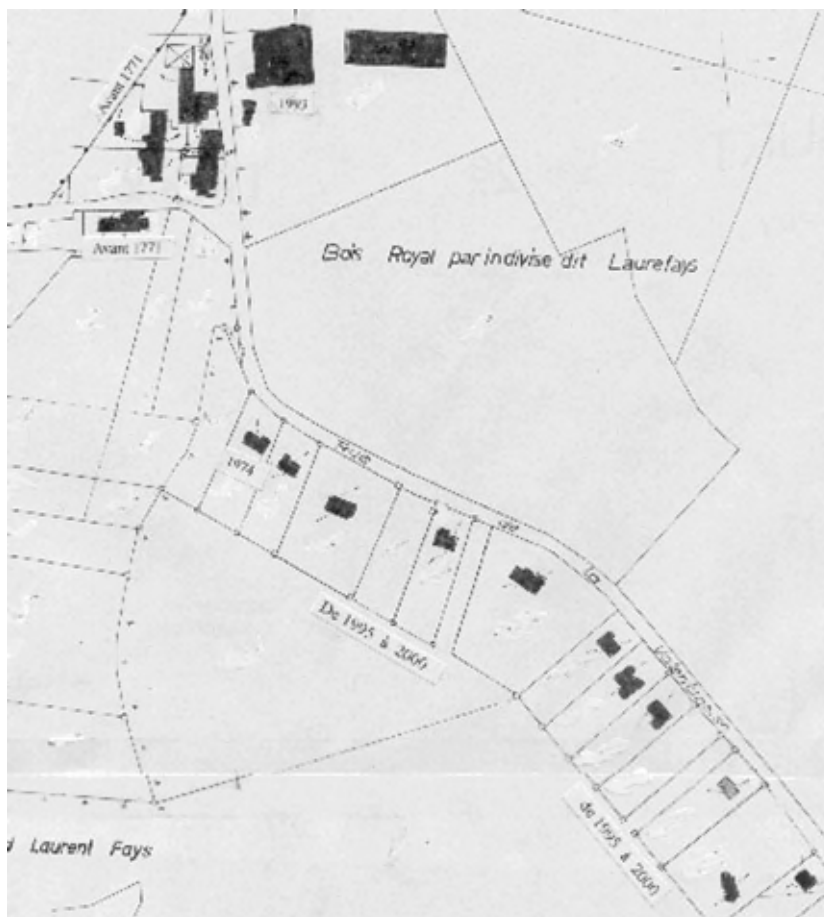 Avant 1771
1993
Avant 1771
Bois Royal par indivise dit Laurefays
1974
De 1995 à 2000
de 1995 à 2000
Laurent Fays